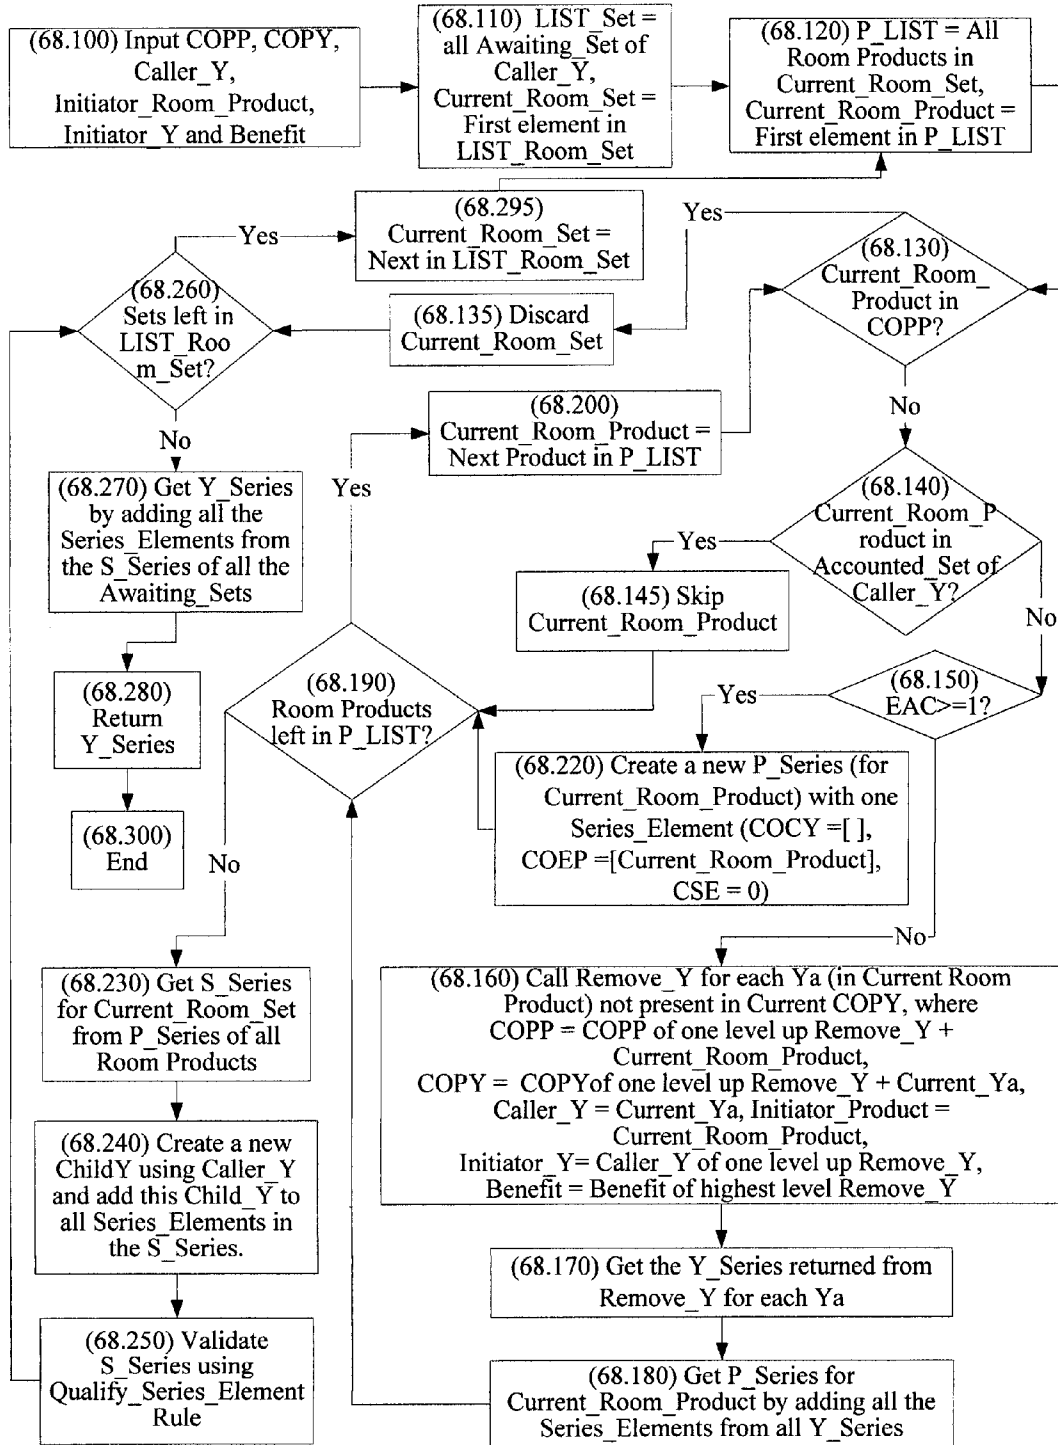 (68.100) Input COPP, COPY,
Caller_Y,
Initiator_Room_Product,
Initiator_Y and Benefit
(68.110) LIST_Set =
all Awaiting_Set of
Caller_Y,
Current_Room_Set =
First element in
LIST_Room_Set
(68.120) P_LIST = All
Room Products in
Current_Room_Set,
Current_Room_Product =
First element in P_LIST
(68.295)
Current_Room_Set =
Next in LIST_Room_Set
Yes
Yes
(68.130)
Current_Room_
Product in
COPP?
(68.260)
Sets left in
LIST_Roo
m_Set?
(68.135) Discard
Current_Room_Set
No
No
(68.200)
Current_Room_Product =
Next Product in P_LIST
Yes
(68.270) Get Y_Series
by adding all the
Series_Elements from
the S_Series of all the
Awaiting_Sets
(68.140)
Current_Room_P
roduct in
Accounted_Set of
Caller_Y?
Yes
No
(68.145) Skip
Current_Room_Product
(68.280)
Return
Y_Series
(68.190)
Room Products
left in P_LIST?
(68.150)
EAC>=1?
Yes
(68.220) Create a new P_Series (for
Current_Room_Product) with one
Series_Element (COCY =[ ],
COEP =[Current_Room_Product],
CSE = 0)
(68.300)
End
No
No
(68.230) Get S_Series
for Current_Room_Set
from P_Series of all
Room Products
(68.160) Call Remove_Y for each Ya (in Current Room
Product) not present in Current COPY, where
COPP = COPP of one level up Remove_Y +
Current_Room_Product,
COPY = COPYof one level up Remove_Y + Current_Ya,
Caller_Y = Current_Ya, Initiator_Product =
Current_Room_Product,
Initiator_Y= Caller_Y of one level up Remove_Y,
Benefit = Benefit of highest level Remove_Y
(68.240) Create a new
ChildY using Caller_Y
and add this Child_Y to
all Series_Elements in
the S_Series.
(68.170) Get the Y_Series returned from
Remove_Y for each Ya
(68.250) Validate
S_Series using
Qualify_Series_Element
Rule
(68.180) Get P_Series for
Current_Room_Product by adding all the
Series_Elements from all Y_Series